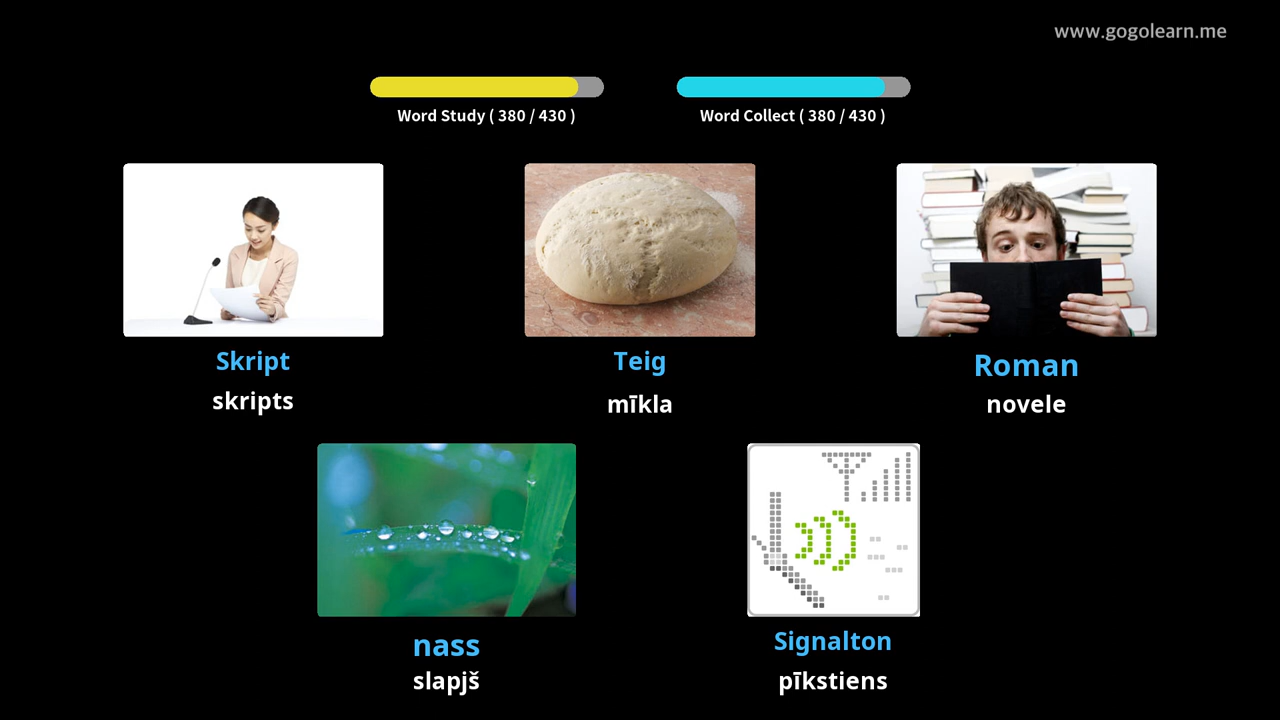 www.gogolearn.me
Word Study ( 380 / 430 )
Word Collect ( 380 / 430 )
Skript
skripts
Teig
mīkla
Roman
novele
nass
slapjš
Signalton
pīkstiens